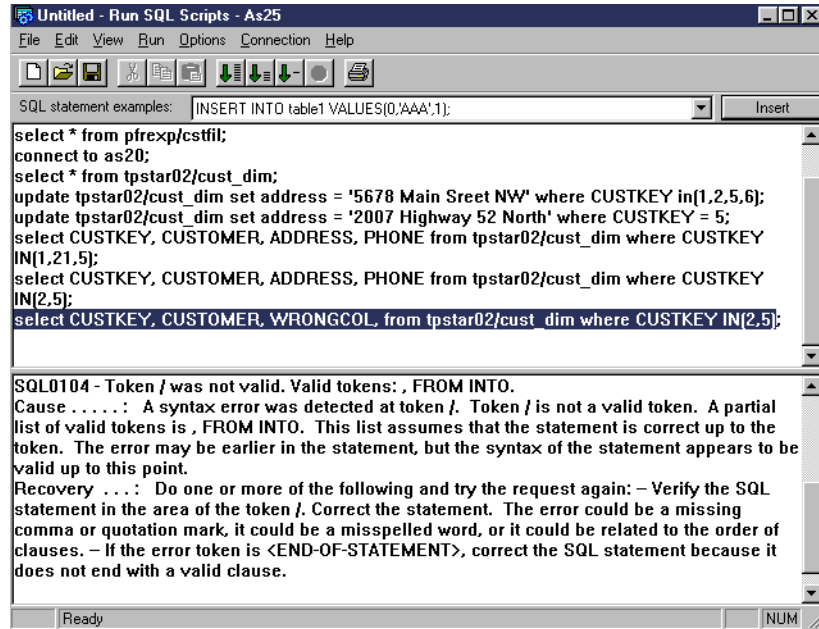 Untitled - Run SQL Scripts - As25
File Edit View Run Options Connection Help
SQL statement examples: INSERT INTO table1 VALUES(0,'AAA',1); Insert
select * from pfrexp/cstfil;
connect to as20;
select * from tpstar02/cust_dim;
update tpstar02/cust_dim set address = '5678 Main Sreet NW' where CUSTKEY in(1,2,5,6);
update tpstar02/cust_dim set address = '2007 Highway 52 North' where CUSTKEY = 5;
select CUSTKEY, CUSTOMER, ADDRESS, PHONE from tpstar02/cust_dim where CUSTKEY
IN(1,21,5);
select CUSTKEY, CUSTOMER, ADDRESS, PHONE from tpstar02/cust_dim where CUSTKEY
IN(2,5);
select CUSTKEY, CUSTOMER, WRONGCOL, from tpstar02/cust_dim where CUSTKEY IN(2,5);
SQL0104 - Token / was not valid. Valid tokens: , FROM INTO.
Cause . . . . . :   A syntax error was detected at token /.  Token / is not a valid token.  A partial
list of valid tokens is , FROM INTO.  This list assumes that the statement is correct up to the
token.  The error may be earlier in the statement, but the syntax of the statement appears to be
valid up to this point.
Recovery  . . . :   Do one or more of the following and try the request again: – Verify the SQL
statement in the area of the token /. Correct the statement.  The error could be a missing
comma or quotation mark, it could be a misspelled word, or it could be related to the order of
clauses. – If the error token is <END-OF-STATEMENT>, correct the SQL statement because it
does not end with a valid clause.
Ready NUM